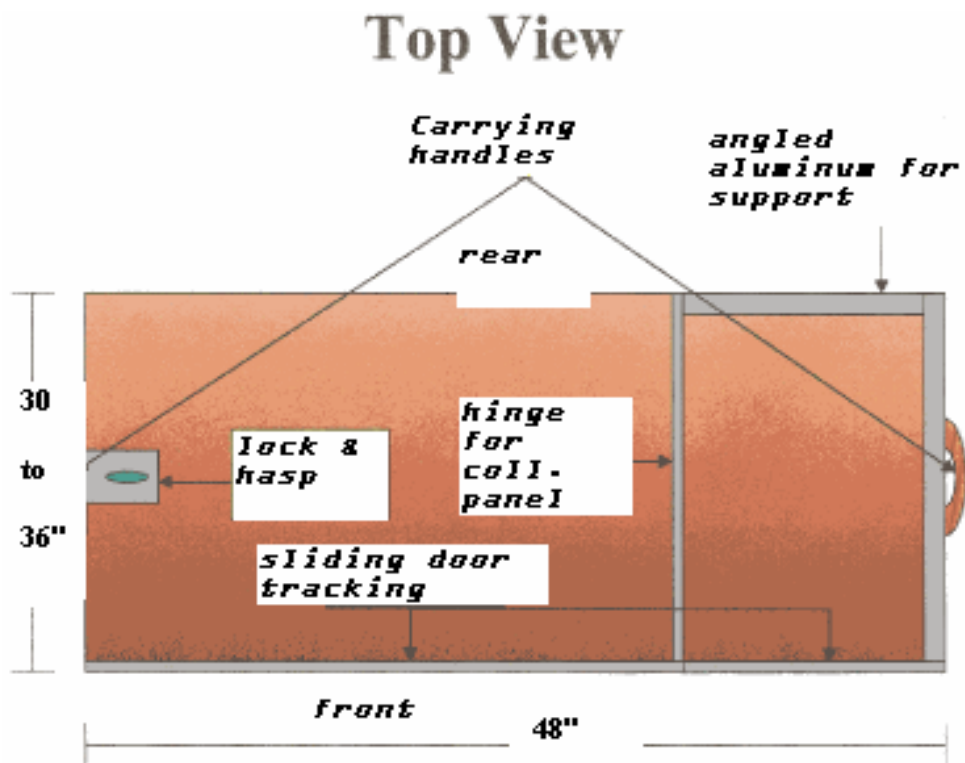 Top View
Carrying
handles
angled
aluminum for
support
rear
30
to
36"
lock &
hasp
hinge
for
coll-
panel
sliding door
tracking
front
48"